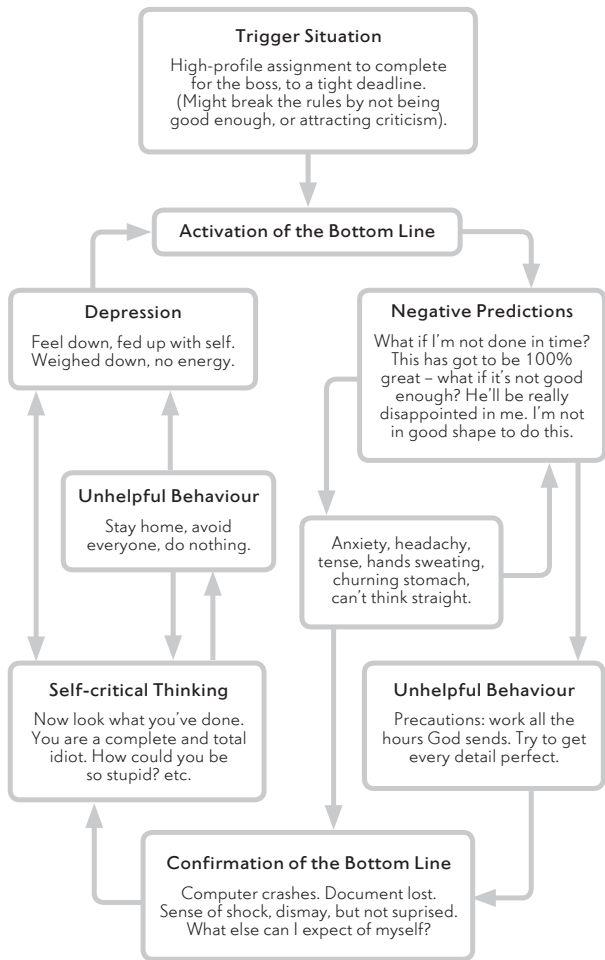 Trigger Situation
High-profile assignment to complete
for the boss, to a tight deadline.
(Might break the rules by not being
good enough, or attracting criticism).
Activation of the Bottom Line
Depression
Feel down, fed up with self.
Weighed down, no energy.
Negative Predictions
What if I'm not done in time?
This has got to be 100%
great – what if it's not good
enough? He'll be really
disappointed in me. I'm not
in good shape to do this.
Unhelpful Behaviour
Stay home, avoid
everyone, do nothing.
Anxiety, headachy,
tense, hands sweating,
churning stomach,
can't think straight.
Self-critical Thinking
Now look what you've done.
You are a complete and total
idiot. How could you be
so stupid? etc.
Unhelpful Behaviour
Precautions: work all the
hours God sends. Try to get
every detail perfect.
Confirmation of the Bottom Line
Computer crashes. Document lost.
Sense of shock, dismay, but not suprised.
What else can I expect of myself?